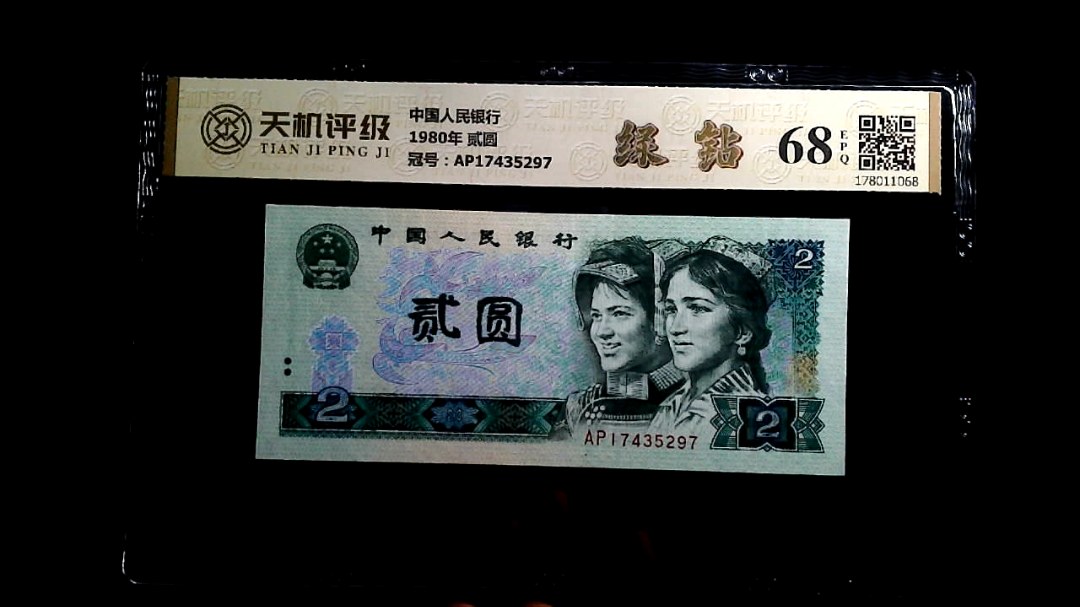 天机评级
TIAN JI PING JI
中国人民银行
1980年 贰圆
冠号：AP17435297
绿 钻
68
EPQ
178011068
中国人民银行
贰圆
2
2
2
AP17435297